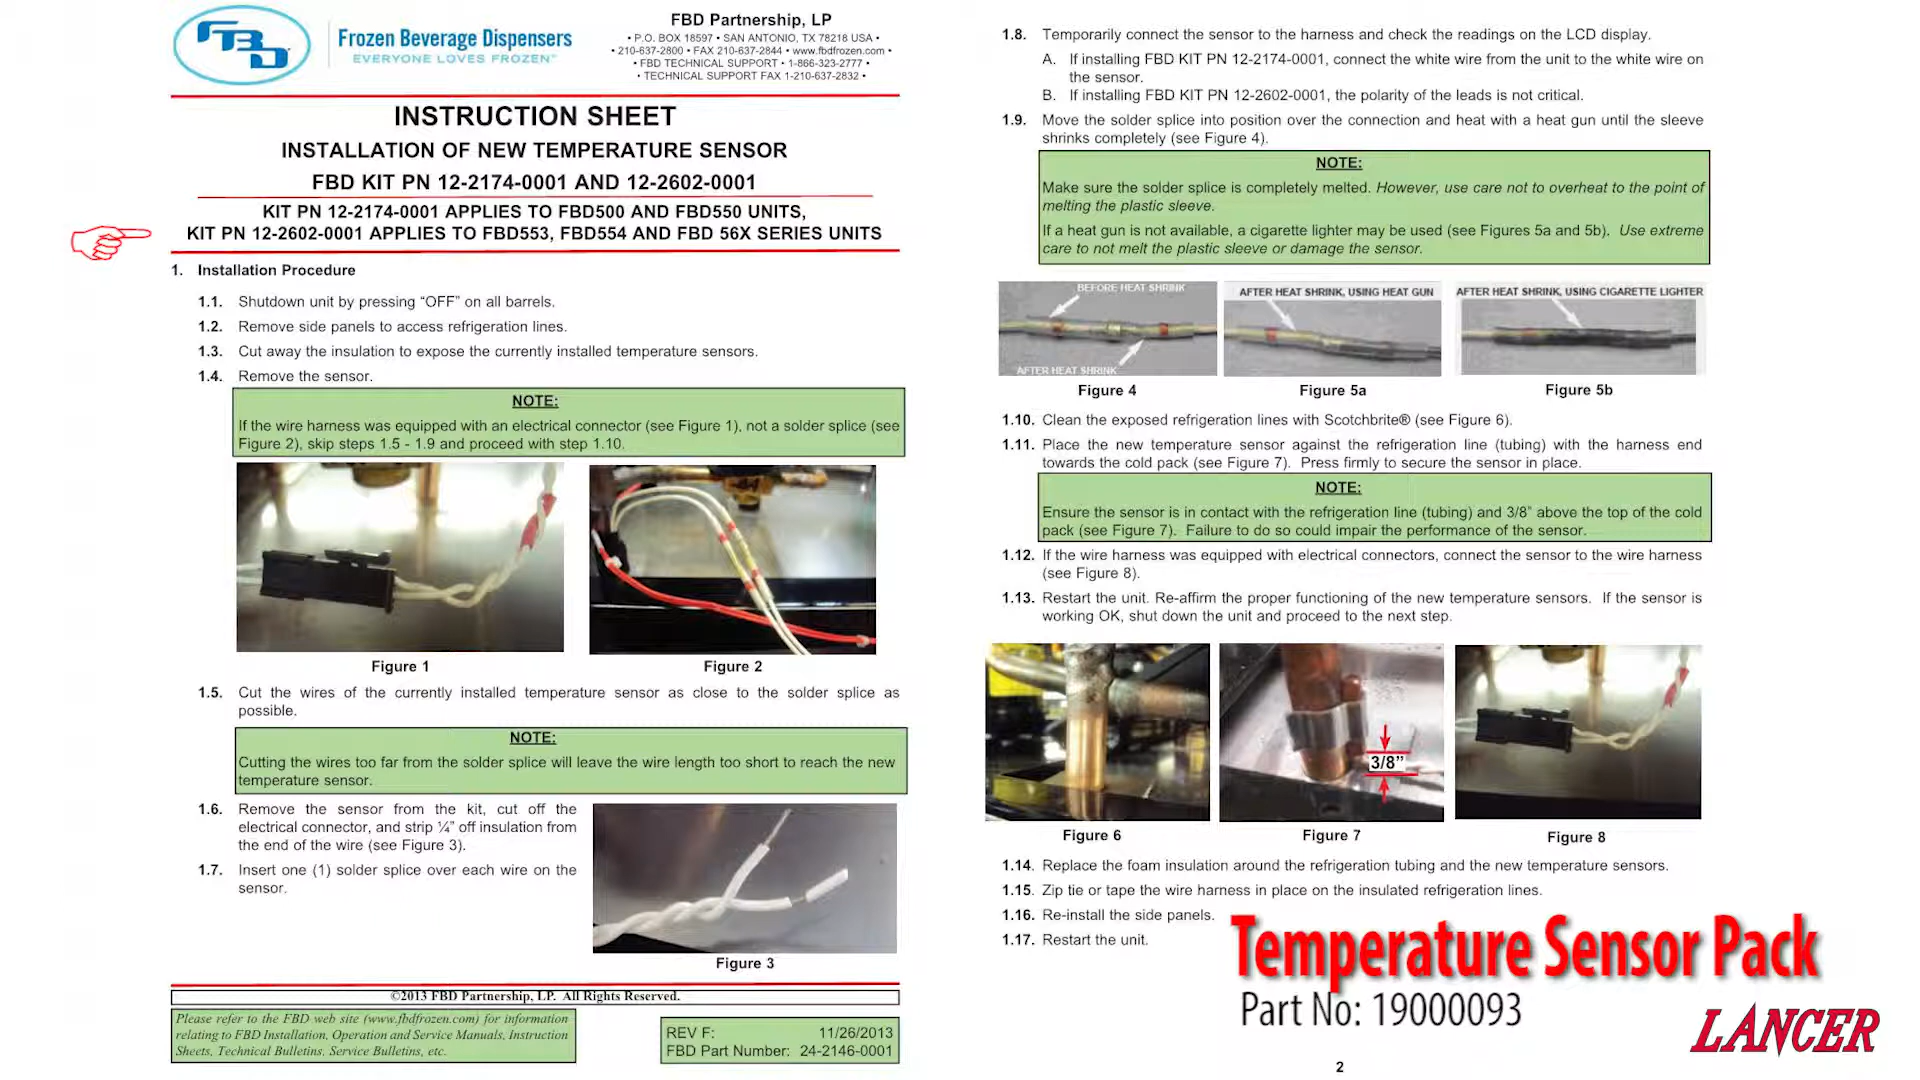 FBD
Frozen Beverage Dispensers
EVERYONE LOVES FROZEN™
FBD Partnership, LP
• P.O. BOX 18597 • SAN ANTONIO, TX 78218 USA •
• 210-637-2800 • FAX 210-637-2844 • www.fbdfrozen.com •
• FBD TECHNICAL SUPPORT • 1-866-323-2777 •
• TECHNICAL SUPPORT FAX 1-210-637-2832 •
INSTRUCTION SHEET
INSTALLATION OF NEW TEMPERATURE SENSOR
FBD KIT PN 12-2174-0001 AND 12-2602-0001
KIT PN 12-2174-0001 APPLIES TO FBD500 AND FBD550 UNITS,
KIT PN 12-2602-0001 APPLIES TO FBD553, FBD554 AND FBD 56X SERIES UNITS
1. Installation Procedure
1.1. Shutdown unit by pressing “OFF” on all barrels.
1.2. Remove side panels to access refrigeration lines.
1.3. Cut away the insulation to expose the currently installed temperature sensors.
1.4. Remove the sensor.
NOTE:
If the wire harness was equipped with an electrical connector (see Figure 1), not a solder splice (see
Figure 2), skip steps 1.5 - 1.9 and proceed with step 1.10.
Figure 1
Figure 2
1.5. Cut the wires of the currently installed temperature sensor as close to the solder splice as
possible.
NOTE:
Cutting the wires too far from the solder splice will leave the wire length too short to reach the new
temperature sensor.
1.6. Remove the sensor from the kit, cut off the
electrical connector, and strip ¼” off insulation from
the end of the wire (see Figure 3).
1.7. Insert one (1) solder splice over each wire on the
sensor.
Figure 3
©2013 FBD Partnership, LP. All Rights Reserved.
Please refer to the FBD web site (www.fbdfrozen.com) for information
relating to FBD Installation, Operation and Service Manuals, Instruction
Sheets, Technical Bulletins, Service Bulletins, etc.
REV F: 11/26/2013
FBD Part Number: 24-2146-0001
1.8. Temporarily connect the sensor to the harness and check the readings on the LCD display.
A. If installing FBD KIT PN 12-2174-0001, connect the white wire from the unit to the white wire on
the sensor.
B. If installing FBD KIT PN 12-2602-0001, the polarity of the leads is not critical.
1.9. Move the solder splice into position over the connection and heat with a heat gun until the sleeve
shrinks completely (see Figure 4).
NOTE:
Make sure the solder splice is completely melted. However, use care not to overheat to the point of
melting the plastic sleeve.
If a heat gun is not available, a cigarette lighter may be used (see Figures 5a and 5b). Use extreme
care to not melt the plastic sleeve or damage the sensor.
BEFORE HEAT SHRINK
AFTER HEAT SHRINK
AFTER HEAT SHRINK, USING HEAT GUN
AFTER HEAT SHRINK, USING CIGARETTE LIGHTER
Figure 4
Figure 5a
Figure 5b
1.10. Clean the exposed refrigeration lines with Scotchbrite® (see Figure 6).
1.11. Place the new temperature sensor against the refrigeration line (tubing) with the harness end
towards the cold pack (see Figure 7). Press firmly to secure the sensor in place.
NOTE:
Ensure the sensor is in contact with the refrigeration line (tubing) and 3/8” above the top of the cold
pack (see Figure 7). Failure to do so could impair the performance of the sensor.
1.12. If the wire harness was equipped with electrical connectors, connect the sensor to the wire harness
(see Figure 8).
1.13. Restart the unit. Re-affirm the proper functioning of the new temperature sensors. If the sensor is
working OK, shut down the unit and proceed to the next step.
3/8”
Figure 6
Figure 7
Figure 8
1.14. Replace the foam insulation around the refrigeration tubing and the new temperature sensors.
1.15. Zip tie or tape the wire harness in place on the insulated refrigeration lines.
1.16. Re-install the side panels.
1.17. Restart the unit.
Temperature Sensor Pack
Part No: 19000093
LANCER
2